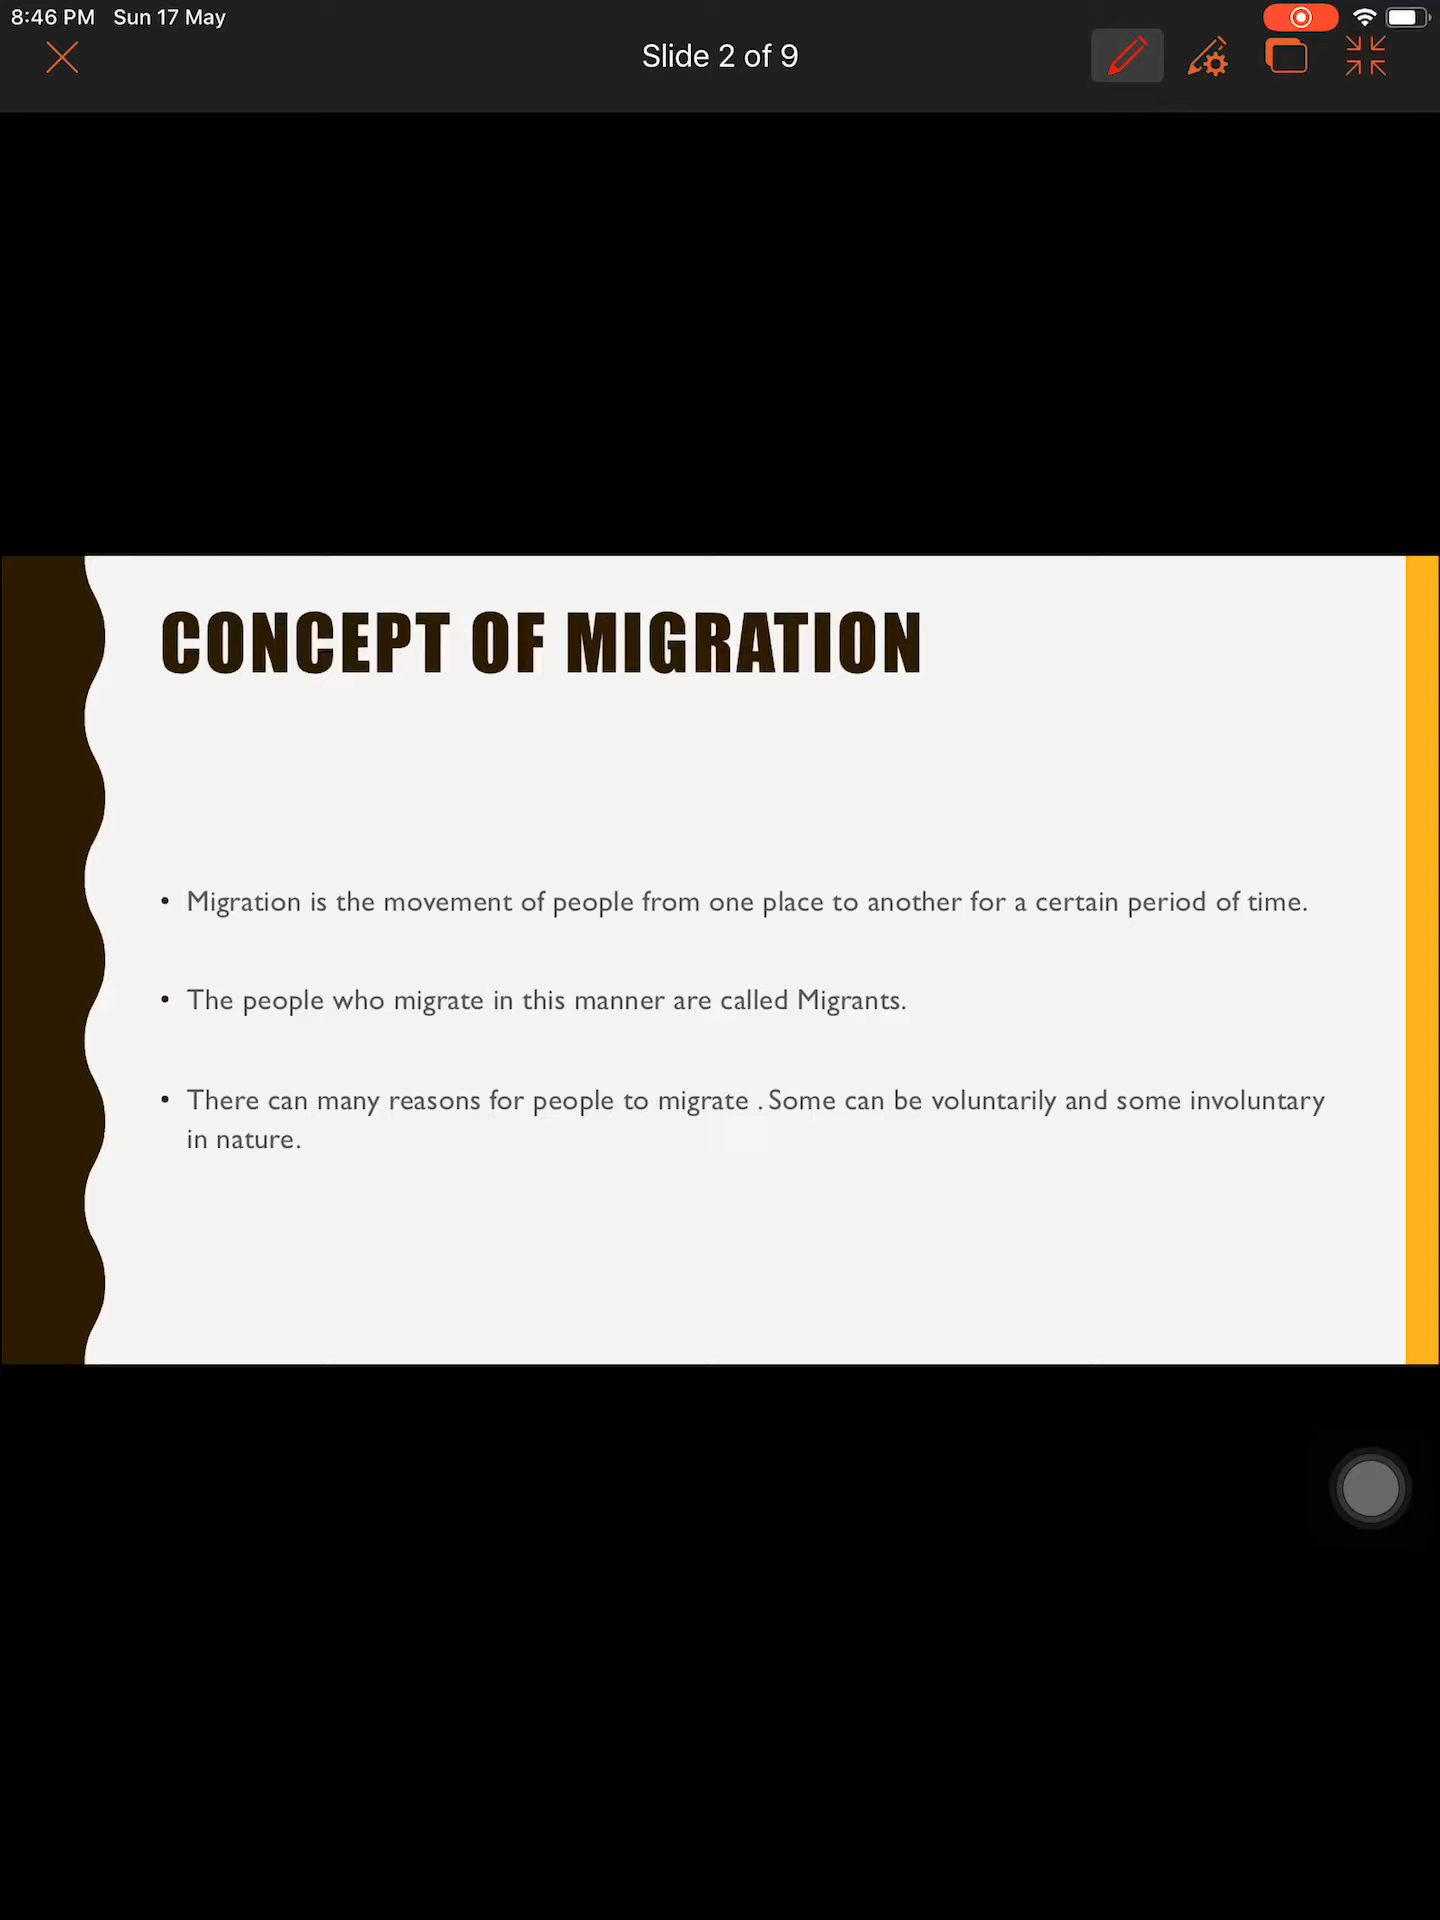 8:46 PM Sun 17 May
Slide 2 of 9
CONCEPT OF MIGRATION
• Migration is the movement of people from one place to another for a certain period of time.
• The people who migrate in this manner are called Migrants.
• There can many reasons for people to migrate . Some can be voluntarily and some involuntary
in nature.